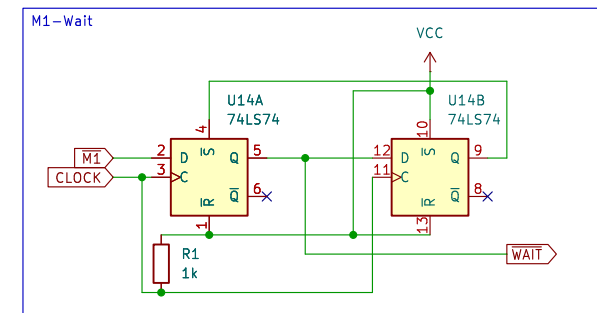 M1-Wait
VCC
U14A
74LS74
U14B
74LS74
4
S
10
S
M1
2
D
Q
5
12
D
Q
9
CLOCK
3
C
11
C
Q
6
Q
8
R
1
R
13
WAIT
R1
1k